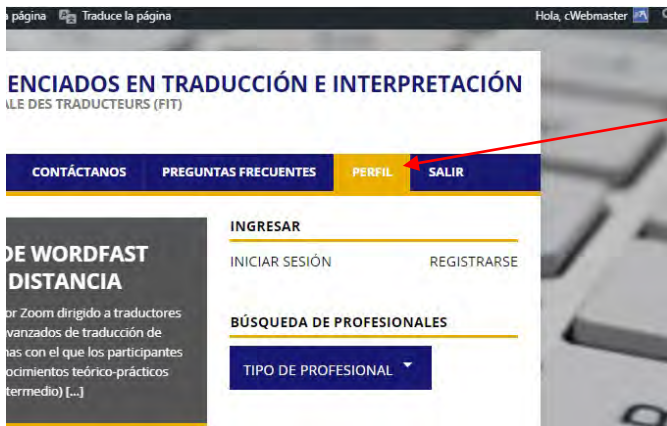 página Traduce la página Hola, cWebmaster
ENCIADOS EN TRADUCCIÓN E INTERPRETACIÓN
ALE DES TRADUCTEURS (FIT)
CONTÁCTANOS PREGUNTAS FRECUENTES PERFIL SALIR
DE WORDFAST
DISTANCIA
or Zoom dirigido a traductores
vanzados de traducción de
mas con el que los participantes
ocimientos teórico-prácticos
termedio) [...]
INGRESAR
INICIAR SESIÓN REGISTRARSE
BÚSQUEDA DE PROFESIONALES
TIPO DE PROFESIONAL